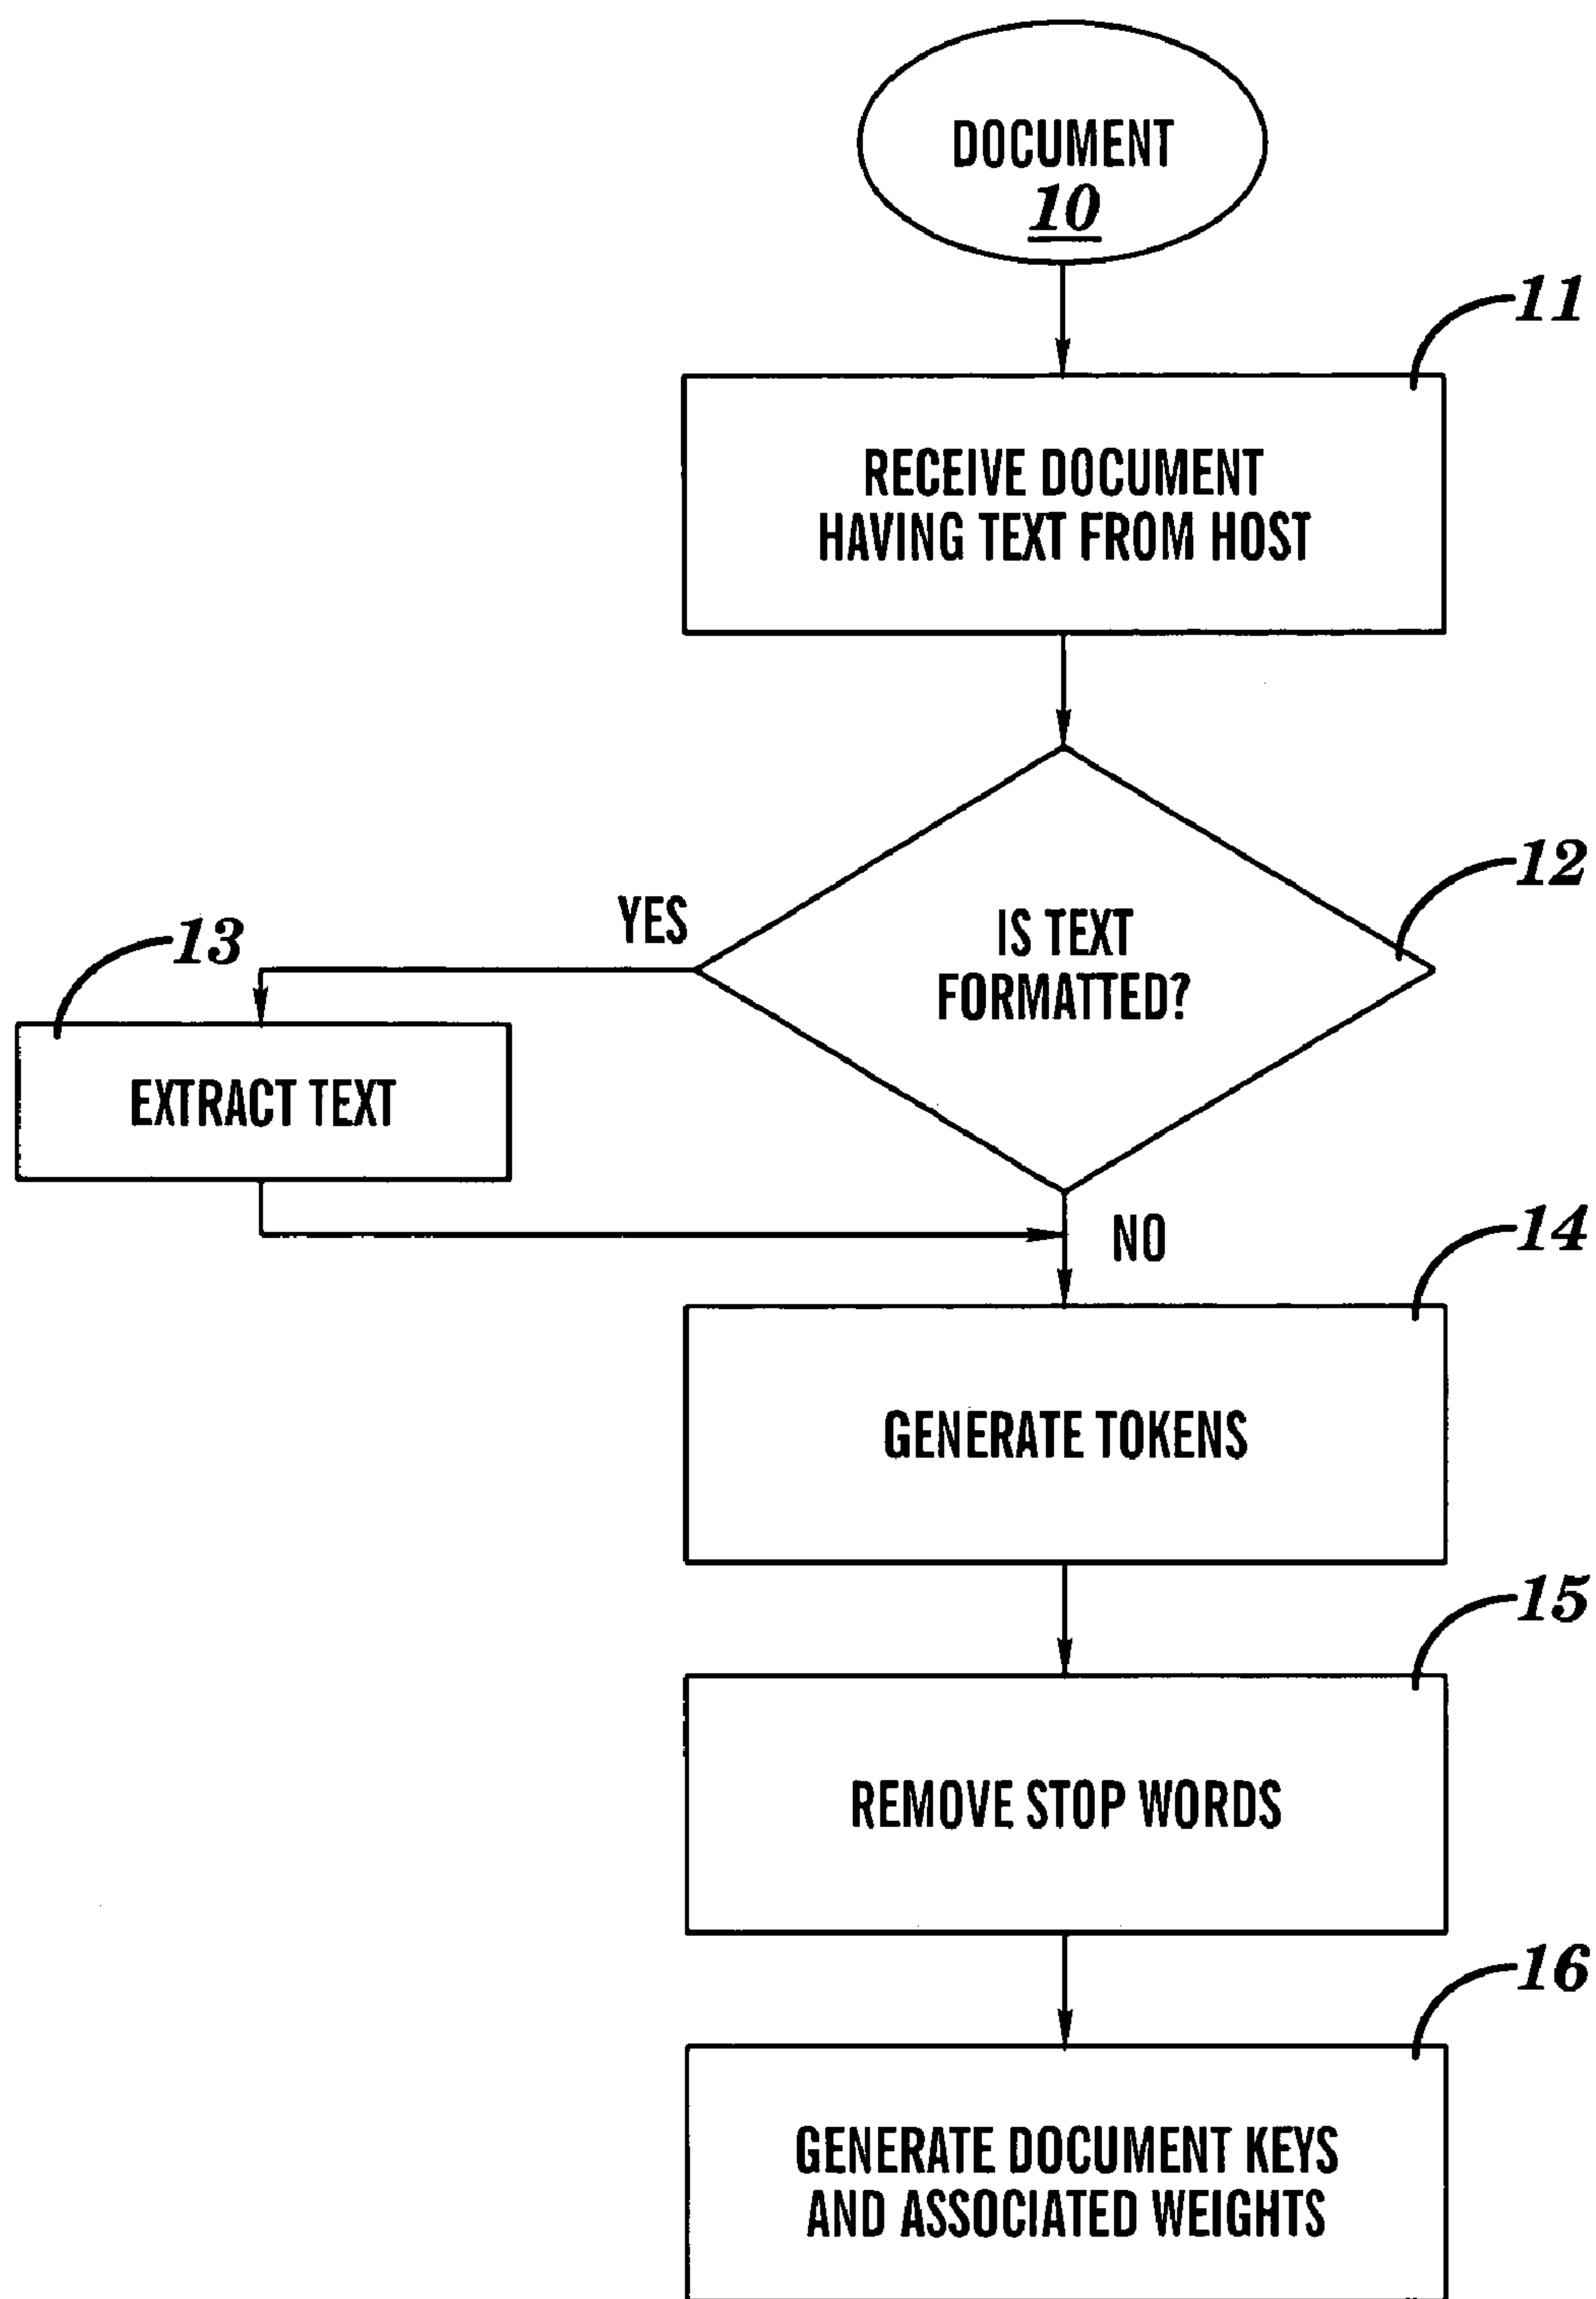 DOCUMENT
10
11
RECEIVE DOCUMENT
HAVING TEXT FROM HOST
12
IS TEXT
FORMATTED?
YES
13
EXTRACT TEXT
NO
14
GENERATE TOKENS
15
REMOVE STOP WORDS
16
GENERATE DOCUMENT KEYS
AND ASSOCIATED WEIGHTS